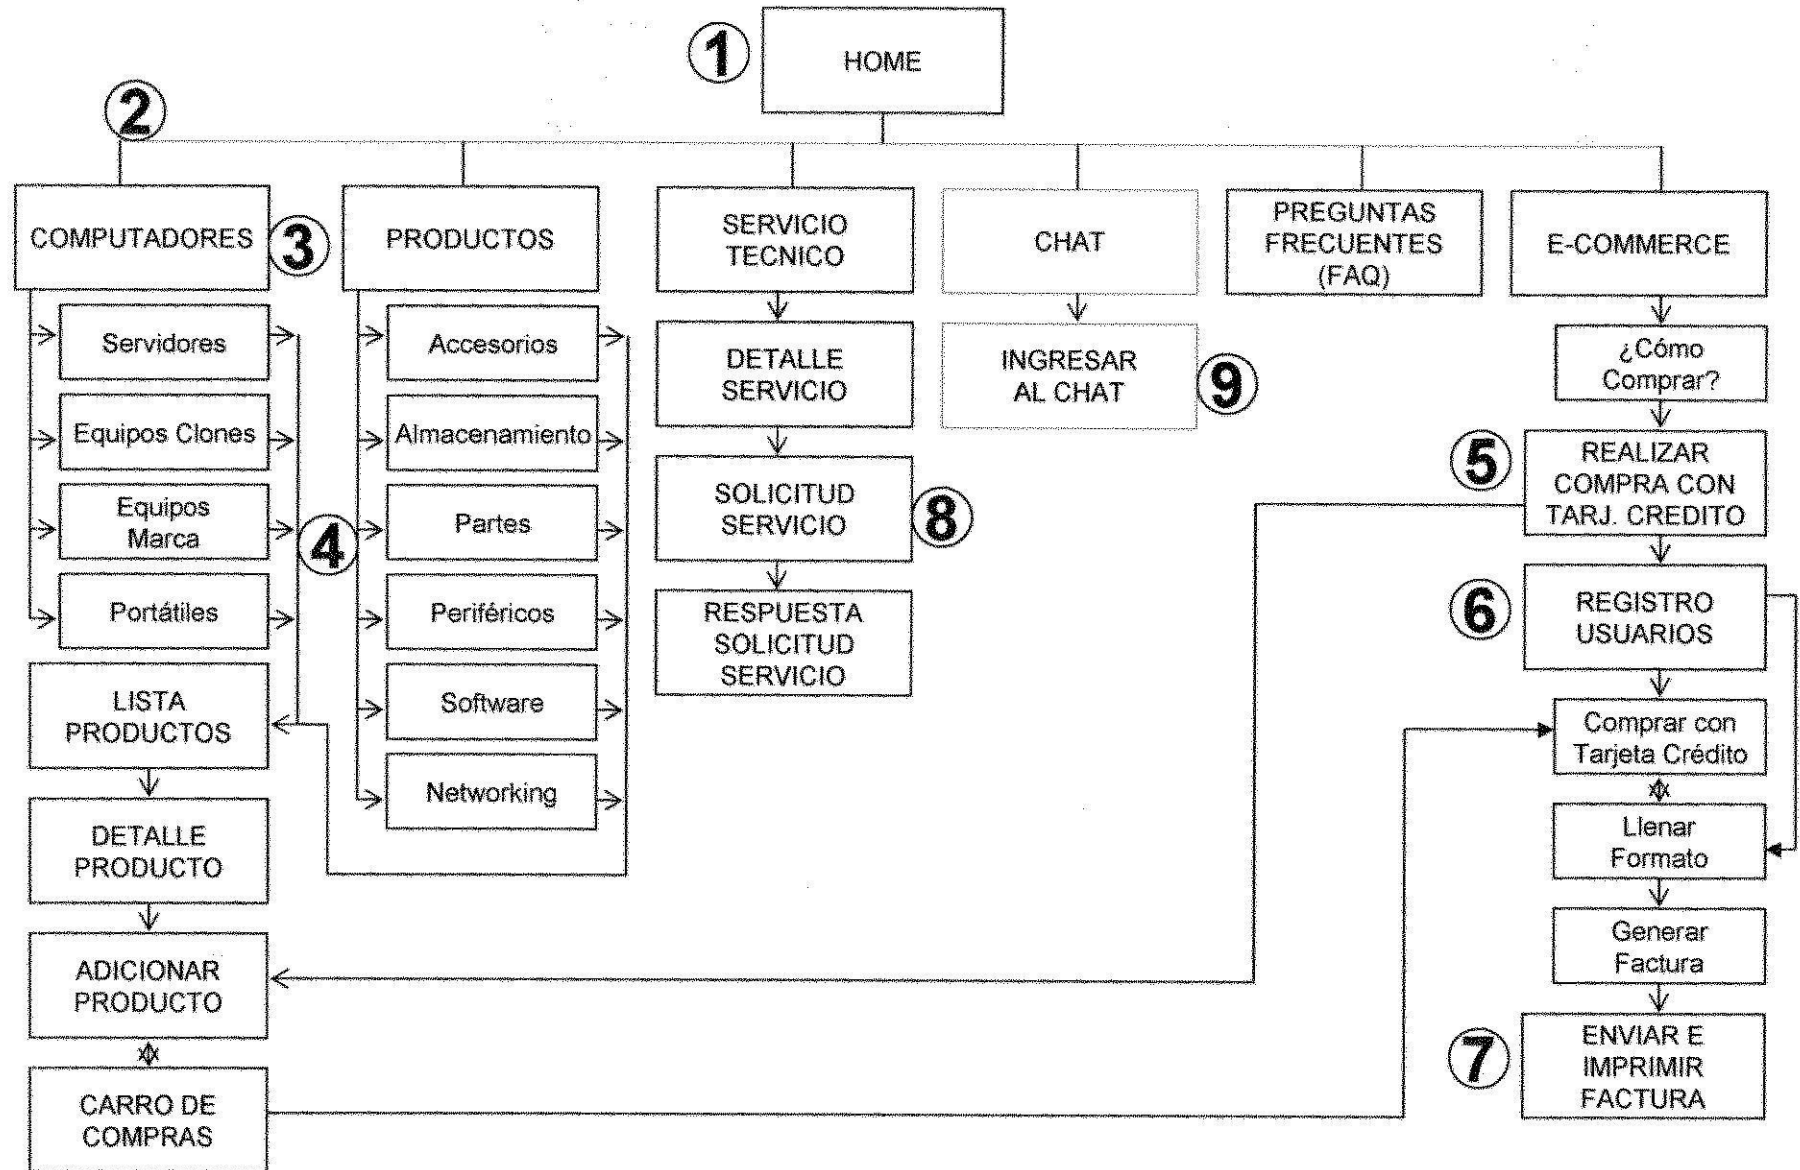 1
HOME
2
COMPUTADORES
3
PRODUCTOS
SERVICIO
TECNICO
CHAT
PREGUNTAS
FRECUENTES
(FAQ)
E-COMMERCE
Servidores
Equipos Clones
Equipos
Marca
Portátiles
4
LISTA
PRODUCTOS
DETALLE
PRODUCTO
ADICIONAR
PRODUCTO
CARRO DE
COMPRAS
Accesorios
Almacenamiento
Partes
Periféricos
Software
Networking
DETALLE
SERVICIO
SOLICITUD
SERVICIO
8
RESPUESTA
SOLICITUD
SERVICIO
INGRESAR
AL CHAT
9
¿Cómo
Comprar?
5
REALIZAR
COMPRA CON
TARJ. CREDITO
6
REGISTRO
USUARIOS
Comprar con
Tarjeta Crédito
Llenar
Formato
Generar
Factura
7
ENVIAR E
IMPRIMIR
FACTURA